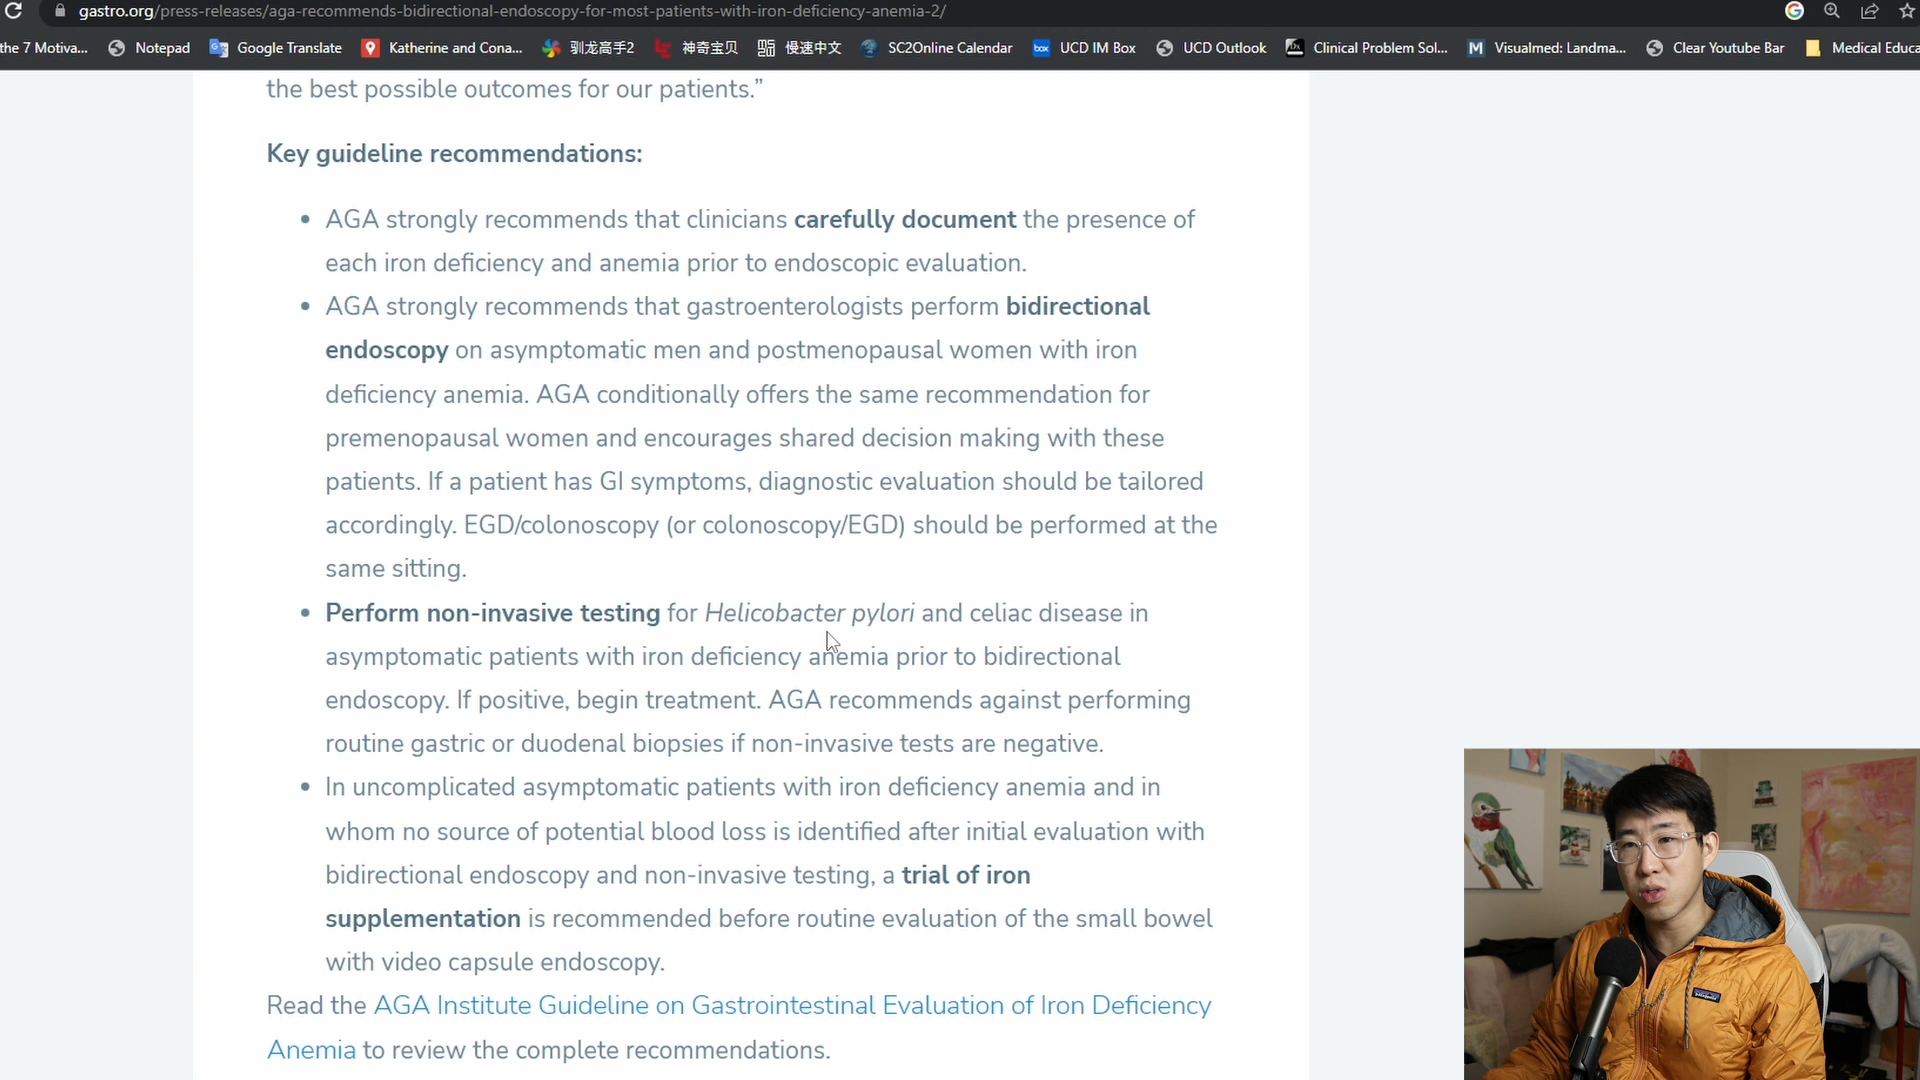 gastro.org/press-releases/aga-recommends-bidirectional-endoscopy-for-most-patients-with-iron-deficiency-anemia-2/
the 7 Motiva... Notepad Google Translate Katherine and Cona... 驯龙高手2 神奇宝贝 慢速中文 SC2Online Calendar box UCD IM Box UCD Outlook Clinical Problem Sol... M Visualmed: Landma... Clear Youtube Bar Medical Educa
the best possible outcomes for our patients.”
Key guideline recommendations:
• AGA strongly recommends that clinicians carefully document the presence of
each iron deficiency and anemia prior to endoscopic evaluation.
• AGA strongly recommends that gastroenterologists perform bidirectional
endoscopy on asymptomatic men and postmenopausal women with iron
deficiency anemia. AGA conditionally offers the same recommendation for
premenopausal women and encourages shared decision making with these
patients. If a patient has GI symptoms, diagnostic evaluation should be tailored
accordingly. EGD/colonoscopy (or colonoscopy/EGD) should be performed at the
same sitting.
• Perform non-invasive testing for Helicobacter pylori and celiac disease in
asymptomatic patients with iron deficiency anemia prior to bidirectional
endoscopy. If positive, begin treatment. AGA recommends against performing
routine gastric or duodenal biopsies if non-invasive tests are negative.
• In uncomplicated asymptomatic patients with iron deficiency anemia and in
whom no source of potential blood loss is identified after initial evaluation with
bidirectional endoscopy and non-invasive testing, a trial of iron
supplementation is recommended before routine evaluation of the small bowel
with video capsule endoscopy.
Read the AGA Institute Guideline on Gastrointestinal Evaluation of Iron Deficiency
Anemia to review the complete recommendations.